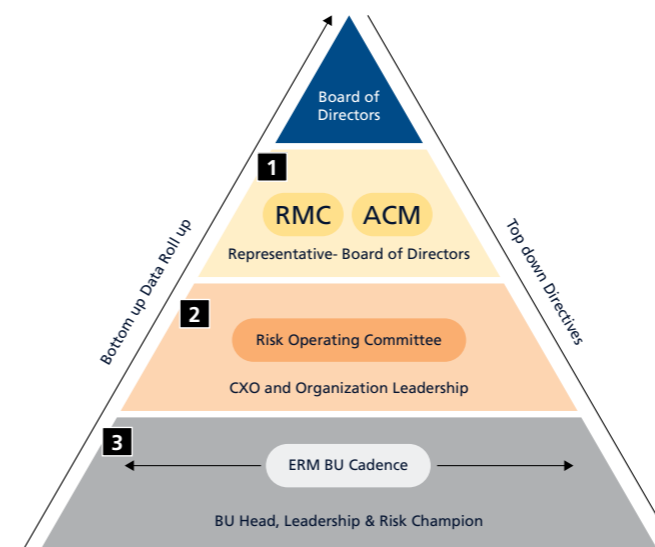 Board of
Directors
1
RMC
ACM
Representative- Board of Directors
Bottom up Data Roll up
Top down Directives
2
Risk Operating Committee
CXO and Organization Leadership
3
ERM BU Cadence
BU Head, Leadership & Risk Champion